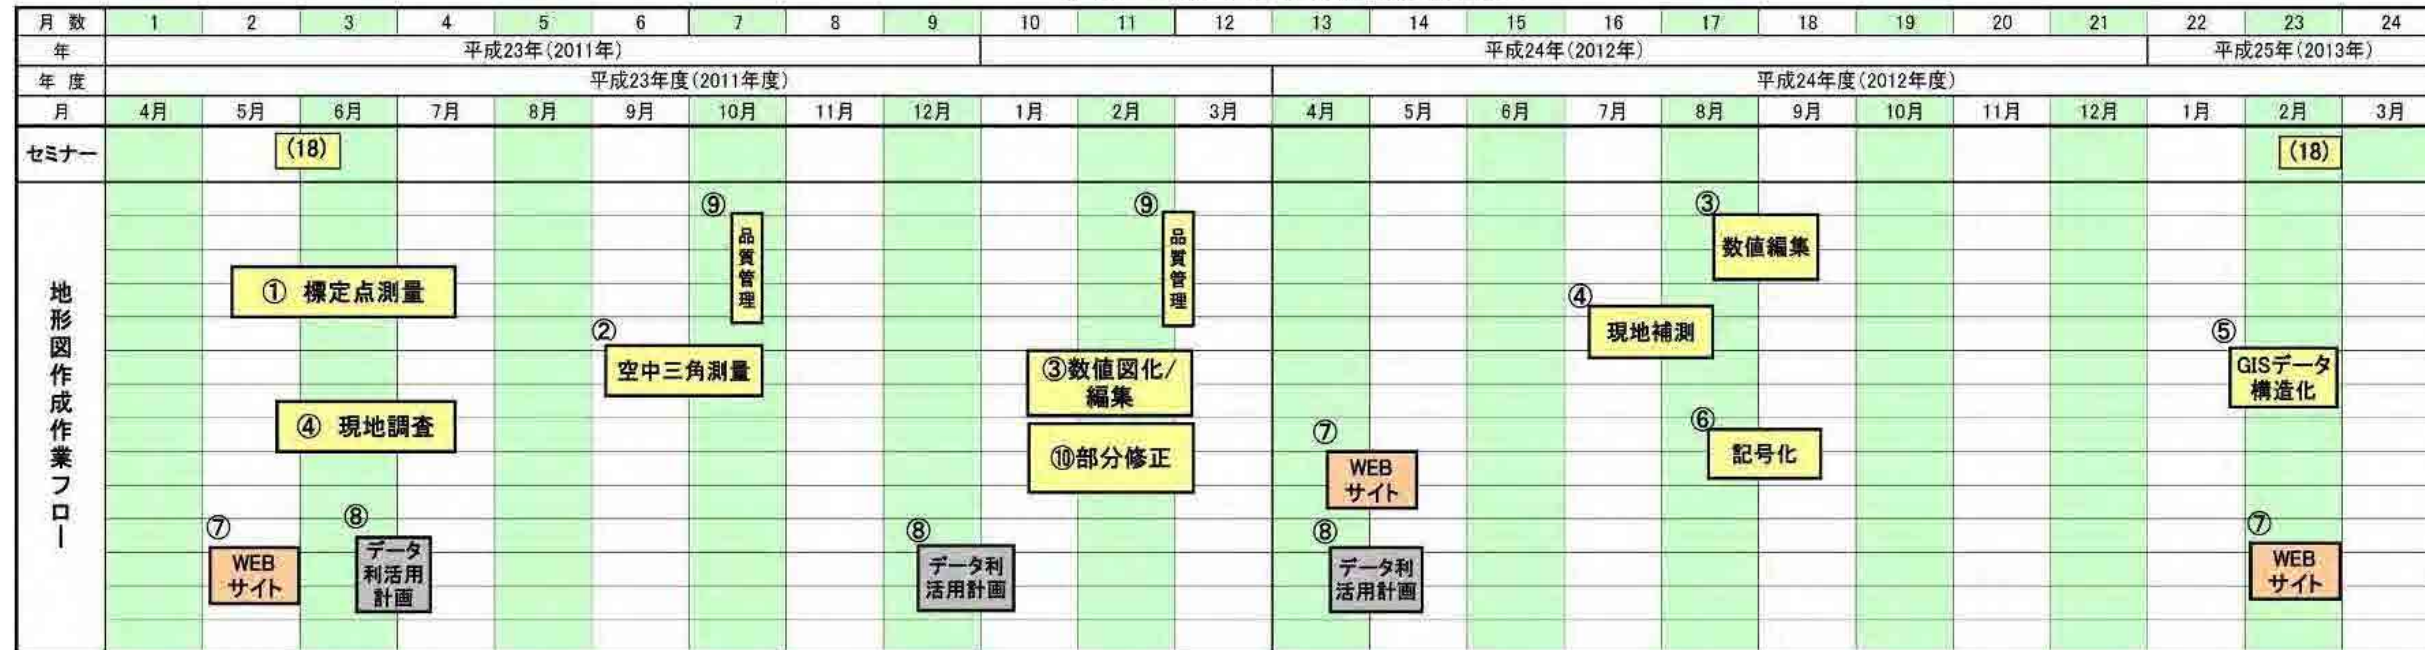 月 数 1 2 3 4 5 6 7 8 9 10 11 12 13 14 15 16 17 18 19 20 21 22 23 24
年 平成23年(2011年) 平成24年(2012年) 平成25年(2013年)
年 度 平成23年度(2011年度) 平成24年度(2012年度)
月 4月 5月 6月 7月 8月 9月 10月 11月 12月 1月 2月 3月 4月 5月 6月 7月 8月 9月 10月 11月 12月 1月 2月 3月
セミナー (18) (18)
地形図作成作業フロー
⑨
品質管理
⑨
品質管理
③
数値編集
① 標定点測量
④
現地補測
②
空中三角測量
③数値図化/
編集
⑤
GISデータ
構造化
④ 現地調査
⑩部分修正
⑦
WEB
サイト
⑥
記号化
⑦
WEB
サイト
⑧
データ
利活用
計画
⑧
データ利
活用計画
⑧
データ利
活用計画
⑦
WEB
サイト